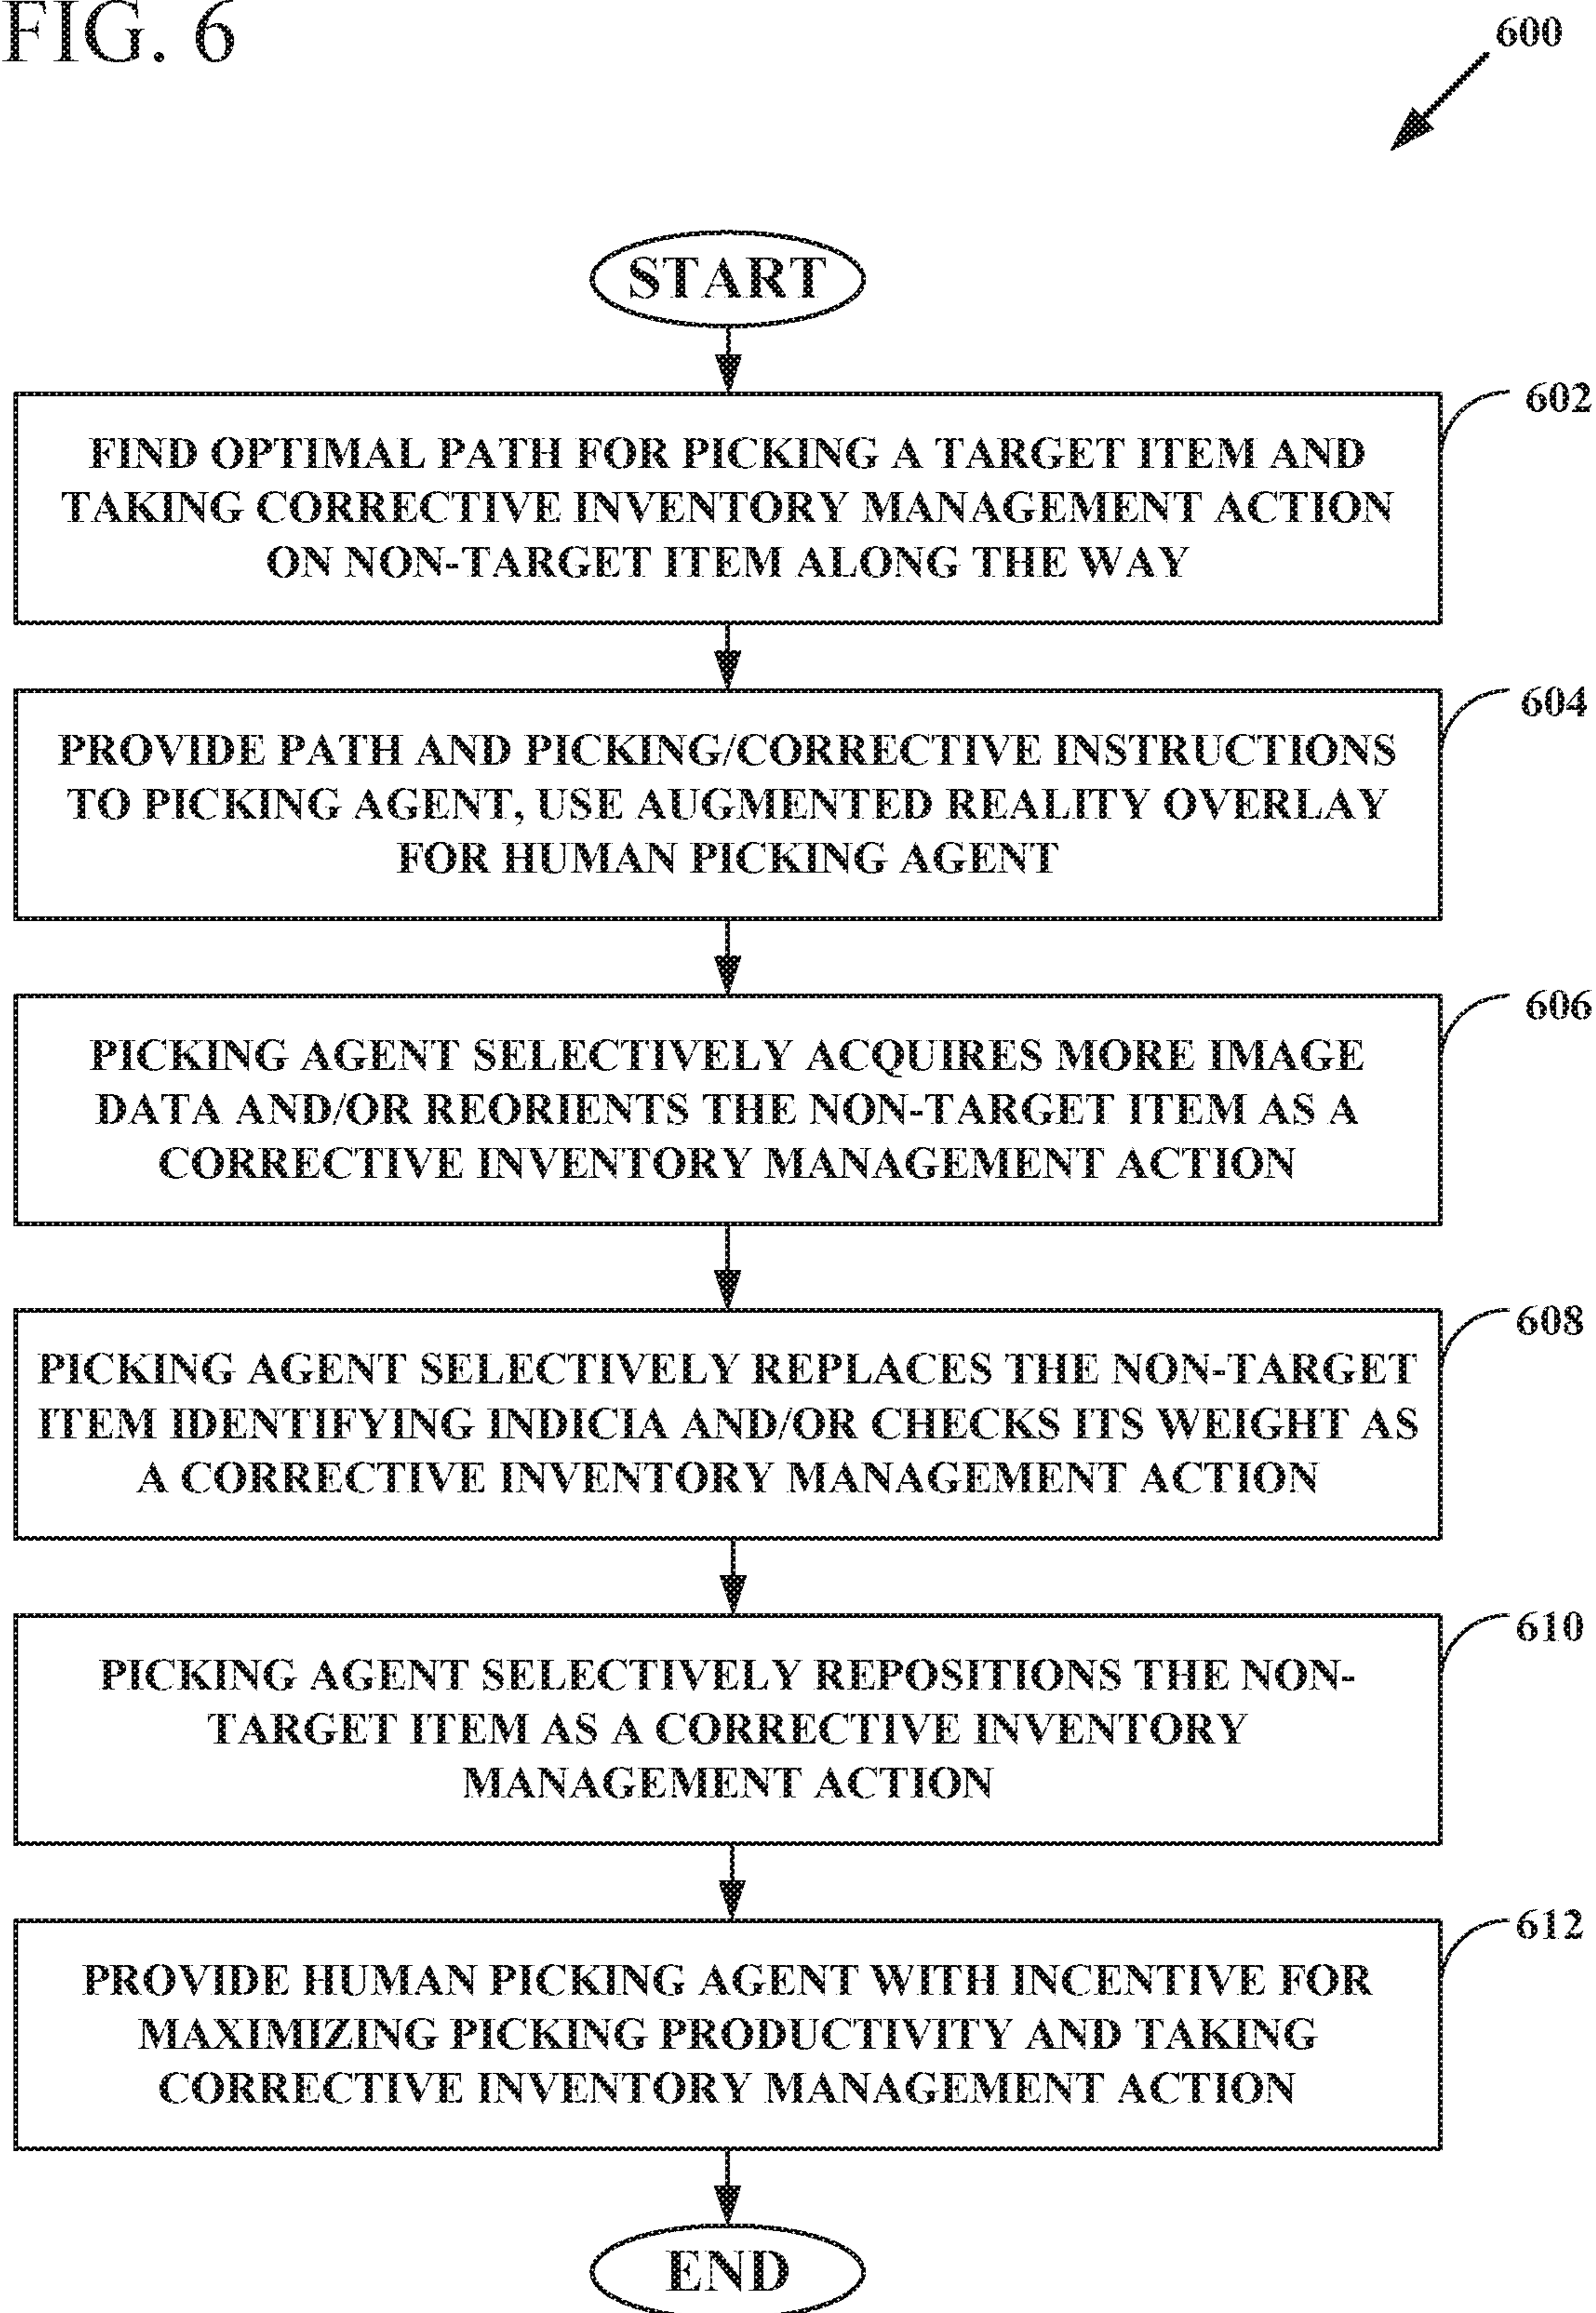 FIG. 6
600
START
602
FIND OPTIMAL PATH FOR PICKING A TARGET ITEM AND
TAKING CORRECTIVE INVENTORY MANAGEMENT ACTION
ON NON-TARGET ITEM ALONG THE WAY
604
PROVIDE PATH AND PICKING/CORRECTIVE INSTRUCTIONS
TO PICKING AGENT, USE AUGMENTED REALITY OVERLAY
FOR HUMAN PICKING AGENT
606
PICKING AGENT SELECTIVELY ACQUIRES MORE IMAGE
DATA AND/OR REORIENTS THE NON-TARGET ITEM AS A
CORRECTIVE INVENTORY MANAGEMENT ACTION
608
PICKING AGENT SELECTIVELY REPLACES THE NON-TARGET
ITEM IDENTIFYING INDICIA AND/OR CHECKS ITS WEIGHT AS
A CORRECTIVE INVENTORY MANAGEMENT ACTION
610
PICKING AGENT SELECTIVELY REPOSITIONS THE NON-
TARGET ITEM AS A CORRECTIVE INVENTORY
MANAGEMENT ACTION
612
PROVIDE HUMAN PICKING AGENT WITH INCENTIVE FOR
MAXIMIZING PICKING PRODUCTIVITY AND TAKING
CORRECTIVE INVENTORY MANAGEMENT ACTION
END